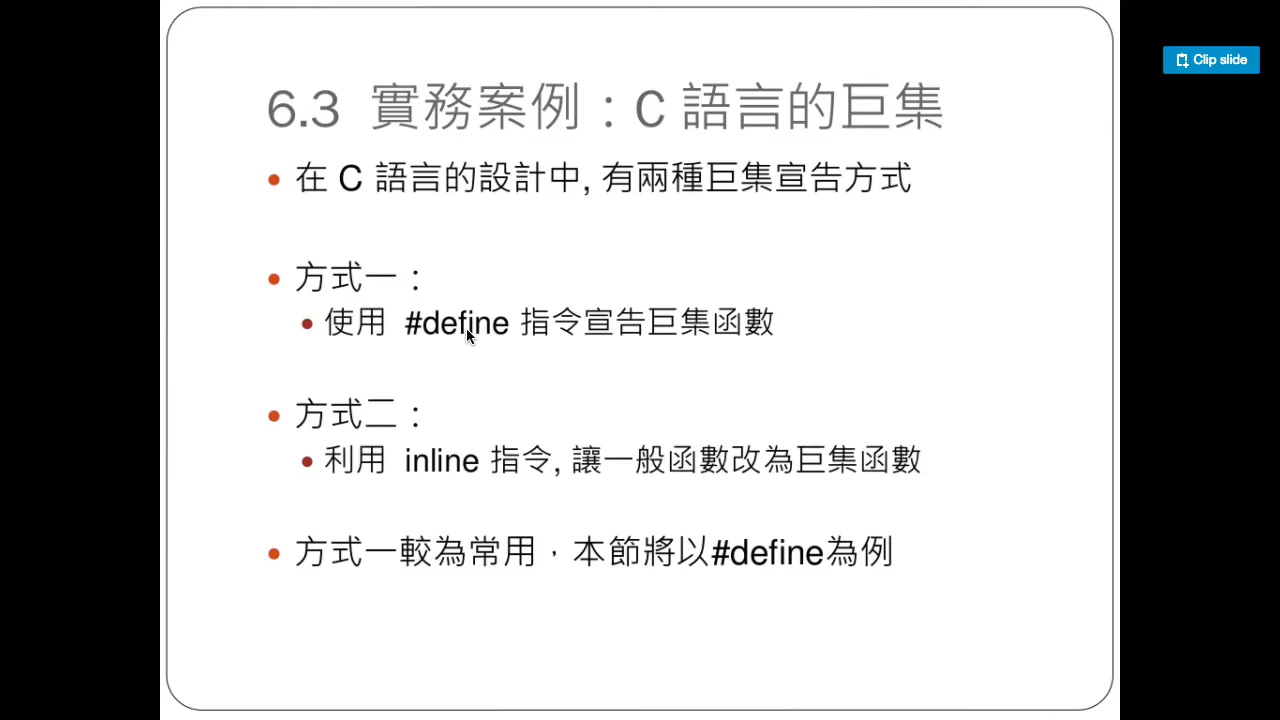 Clip slide
6.3 實務案例：C 語言的巨集
在 C 語言的設計中, 有兩種巨集宣告方式
方式一：
使用 #define 指令宣告巨集函數
方式二：
利用 inline 指令, 讓一般函數改為巨集函數
方式一較為常用，本節將以#define為例